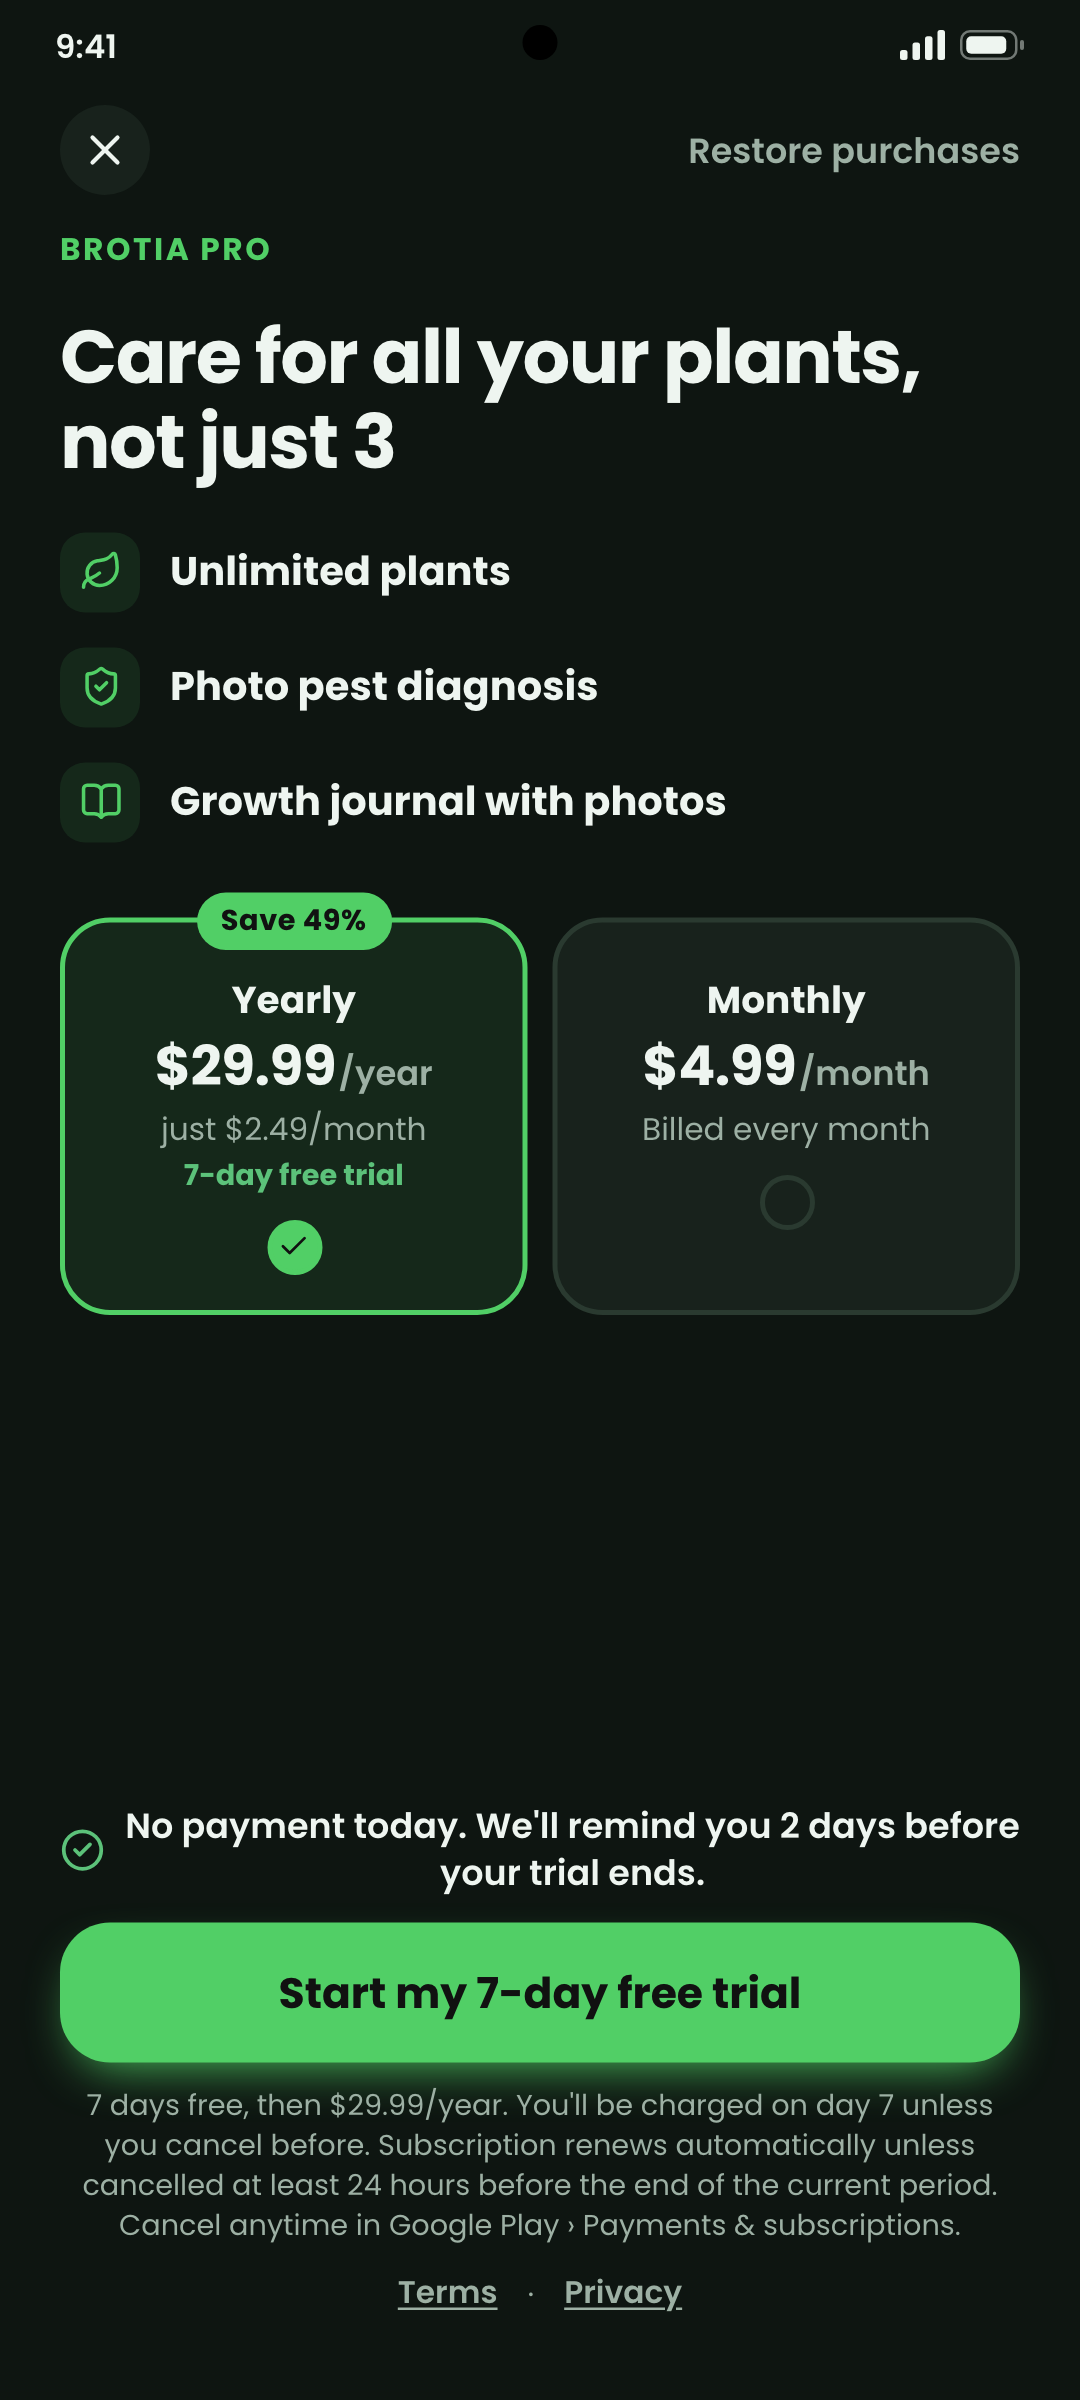 9:41
Restore purchases
BROTIA PRO
Care for all your plants,
not just 3
Unlimited plants
Photo pest diagnosis
Growth journal with photos
Save 49%
Yearly
$29.99/year
just $2.49/month
7-day free trial
Monthly
$4.99/month
Billed every month
No payment today. We'll remind you 2 days before
your trial ends.
Start my 7-day free trial
7 days free, then $29.99/year. You'll be charged on day 7 unless
you cancel before. Subscription renews automatically unless
cancelled at least 24 hours before the end of the current period.
Cancel anytime in Google Play › Payments & subscriptions.
Terms · Privacy